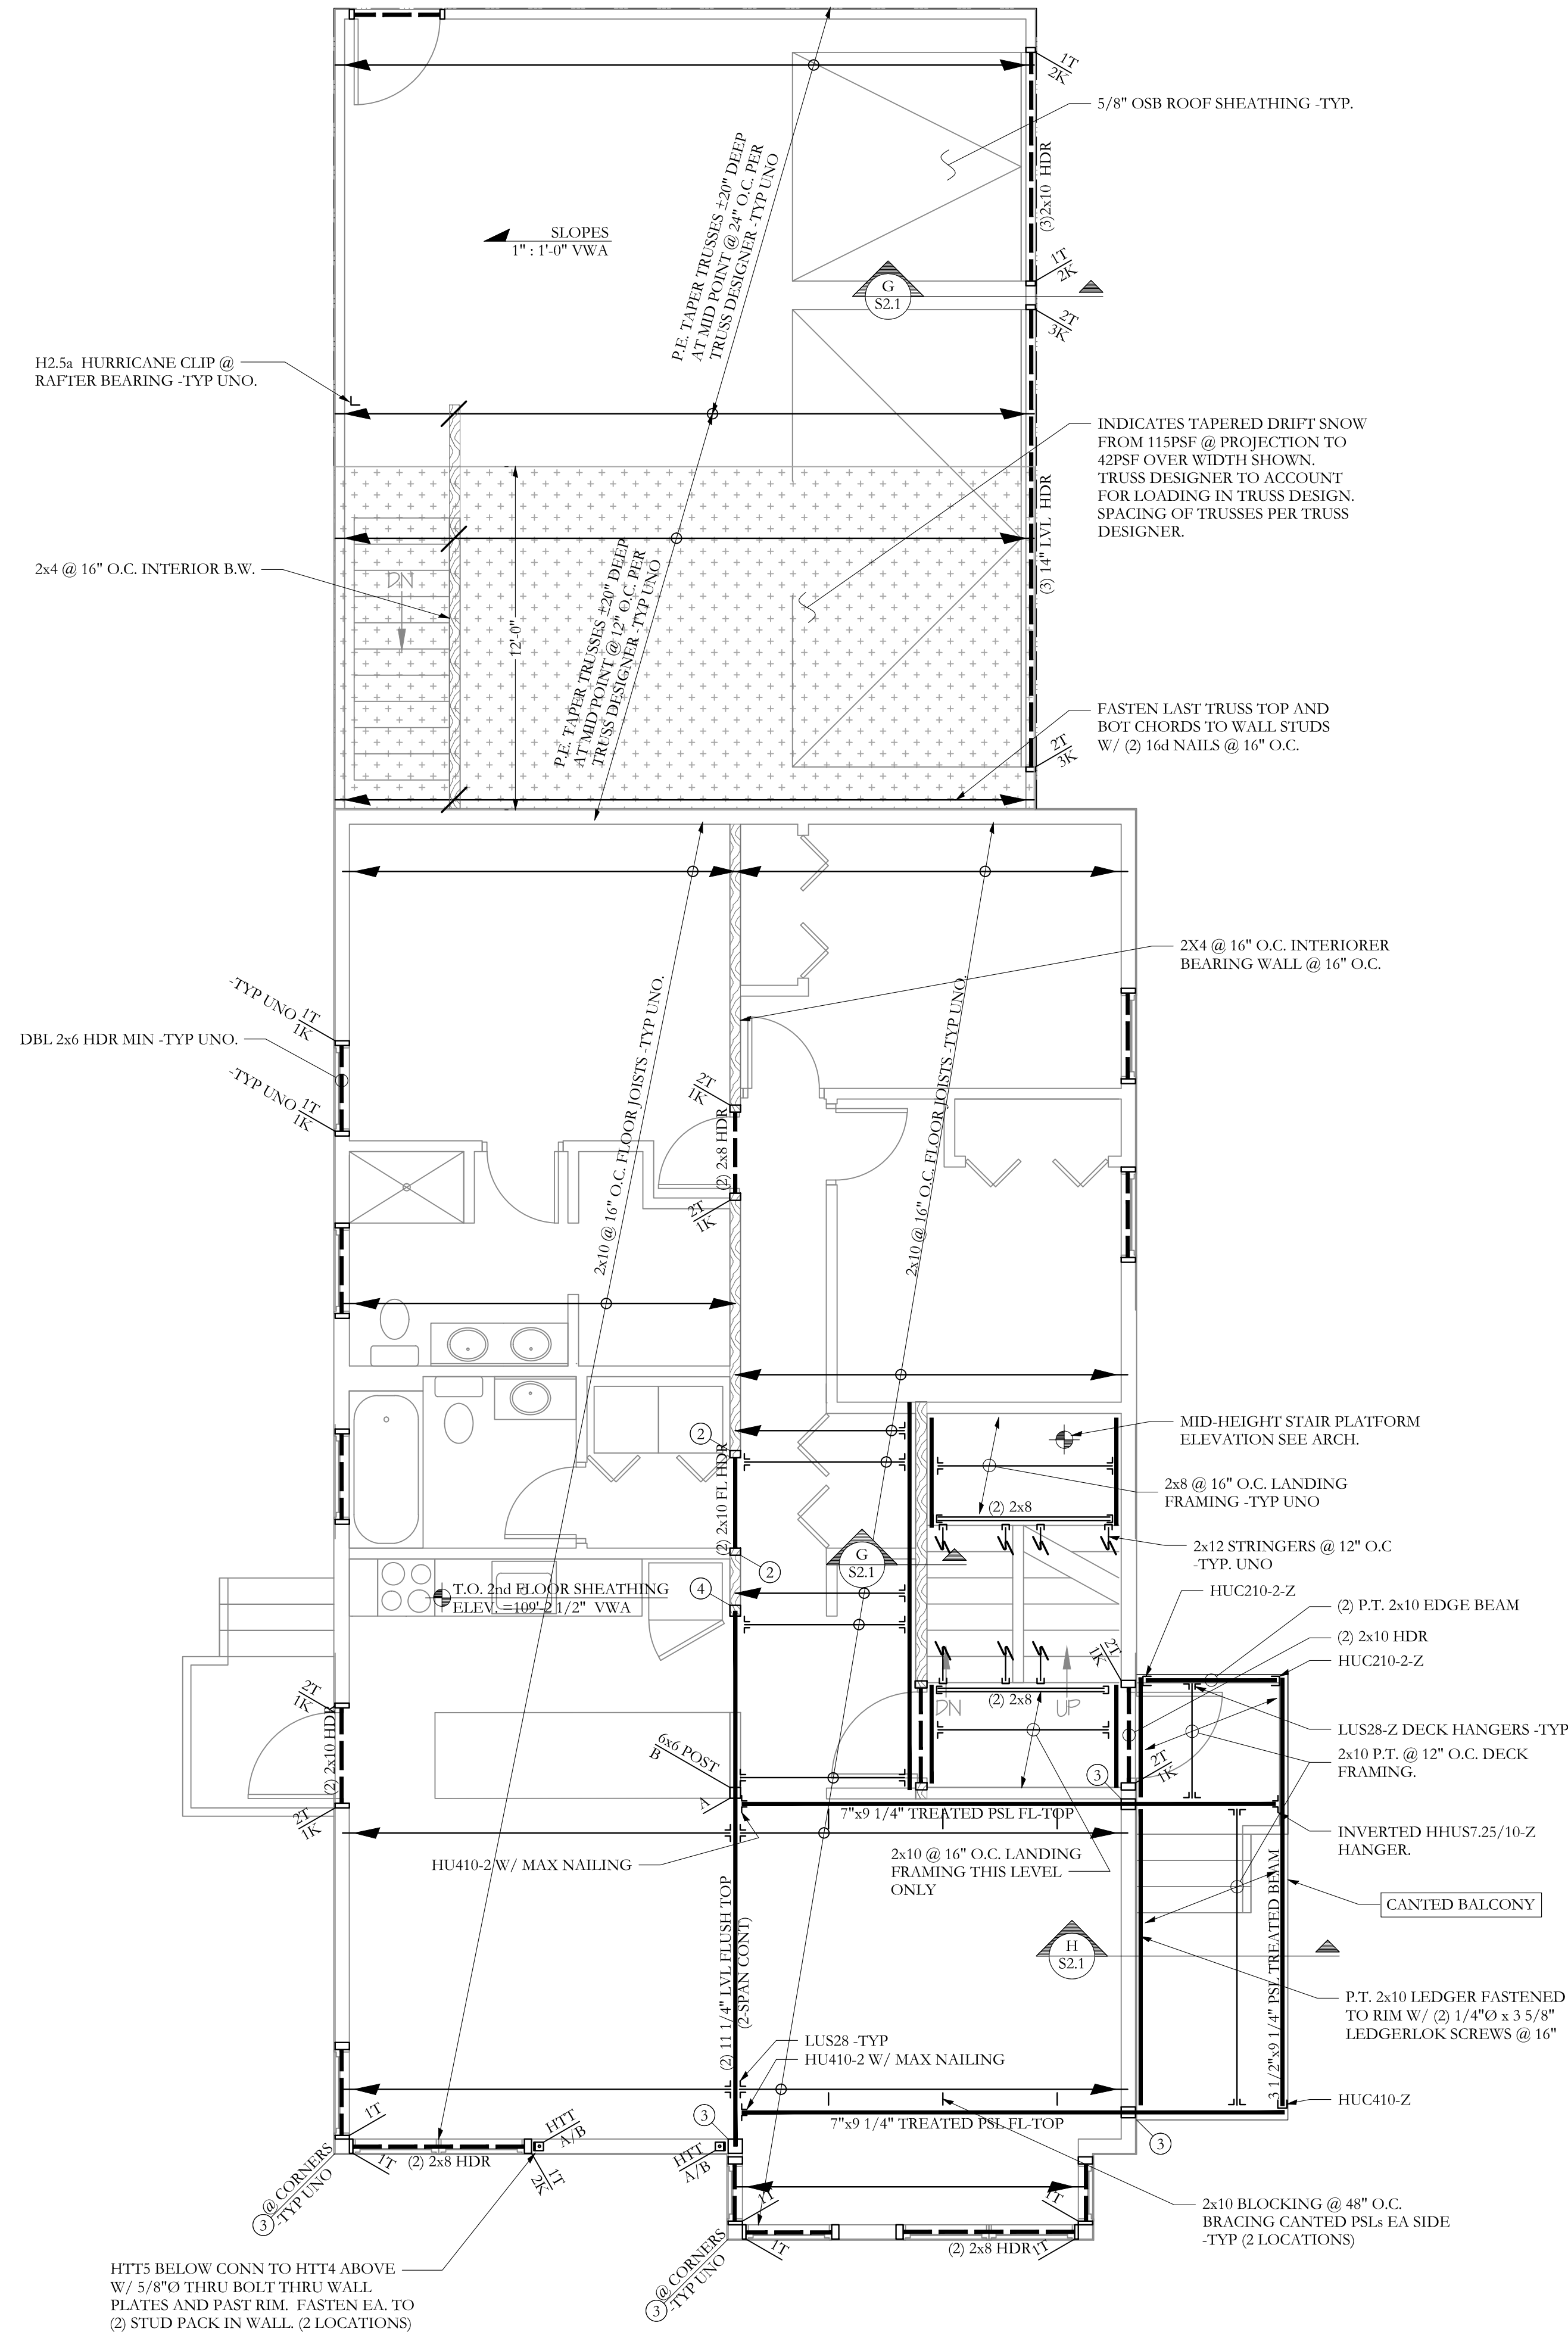 1T
2K
5/8" OSB ROOF SHEATHING -TYP.
(3)2x10 HDR
P.E. TAPER TRUSSES ±20" DEEP
AT MID POINT @ 24" O.C. PER
TRUSS DESIGNER -TYP UNO
SLOPES
1" : 1'-0" VWA
1T
2K
G
S2.1
2T
3K
H2.5a HURRICANE CLIP @
RAFTER BEARING -TYP UNO.
INDICATES TAPERED DRIFT SNOW
FROM 115PSF @ PROJECTION TO
42PSF OVER WIDTH SHOWN.
TRUSS DESIGNER TO ACCOUNT
FOR LOADING IN TRUSS DESIGN.
SPACING OF TRUSSES PER TRUSS
DESIGNER.
(3) 14" LVL HDR
2x4 @ 16" O.C. INTERIOR B.W.
DN
12'-0"
P.E. TAPER TRUSSES ±20" DEEP
AT MID POINT @ 12" O.C. PER
TRUSS DESIGNER -TYP UNO
FASTEN LAST TRUSS TOP AND
BOT CHORDS TO WALL STUDS
W/ (2) 16d NAILS @ 16" O.C.
2T
3K
2X4 @ 16" O.C. INTERIORER
BEARING WALL @ 16" O.C.
-TYP UNO 1T
1K
DBL 2x6 HDR MIN -TYP UNO.
-TYP UNO 1T
1K
2x10 @ 16" O.C. FLOOR JOISTS -TYP UNO.
2x10 @ 16" O.C. FLOOR JOISTS -TYP UNO.
2T
1K
(2) 2x8 HDR
2T
1K
MID-HEIGHT STAIR PLATFORM
ELEVATION SEE ARCH.
2
(2) 2x10 FL HDR
2x8 @ 16" O.C. LANDING
FRAMING -TYP UNO
(2) 2x8
2x12 STRINGERS @ 12" O.C
-TYP. UNO
G
S2.1
2
4
T.O. 2nd FLOOR SHEATHING
ELEV. =109'-2 1/2" VWA
HUC210-2-Z
(2) P.T. 2x10 EDGE BEAM
(2) 2x10 HDR
HUC210-2-Z
2T
1K
(2) 2x8
DN
UP
2T
1K
(2) 2x10 HDR
2T
1K
6x6 POST
B
A
LUS28-Z DECK HANGERS -TYP
2x10 P.T. @ 12" O.C. DECK
FRAMING.
2T
1K
3
7"x9 1/4" TREATED PSL FL-TOP
INVERTED HHUS7.25/10-Z
HANGER.
HU410-2 W/ MAX NAILING
2x10 @ 16" O.C. LANDING
FRAMING THIS LEVEL
ONLY
CANTED BALCONY
(2) 11 1/4" LVL FLUSH TOP
(2-SPAN CONT)
H
S2.1
3 1/2"x9 1/4" PSL TREATED BEAM
P.T. 2x10 LEDGER FASTENED
TO RIM W/ (2) 1/4"Ø x 3 5/8"
LEDGERLOK SCREWS @ 16"
LUS28 -TYP
HU410-2 W/ MAX NAILING
HUC410-Z
7"x9 1/4" TREATED PSL FL-TOP
3
3
1T
1T
(2) 2x8 HDR
HTT
A/B
HTT
A/B
1T
2K
@ CORNERS
3 -TYP UNO
1T
1T
1T
(2) 2x8 HDR
1T
@ CORNERS
3 -TYP UNO
2x10 BLOCKING @ 48" O.C.
BRACING CANTED PSLs EA SIDE
-TYP (2 LOCATIONS)
HTT5 BELOW CONN TO HTT4 ABOVE
W/ 5/8"Ø THRU BOLT THRU WALL
PLATES AND PAST RIM. FASTEN EA. TO
(2) STUD PACK IN WALL. (2 LOCATIONS)